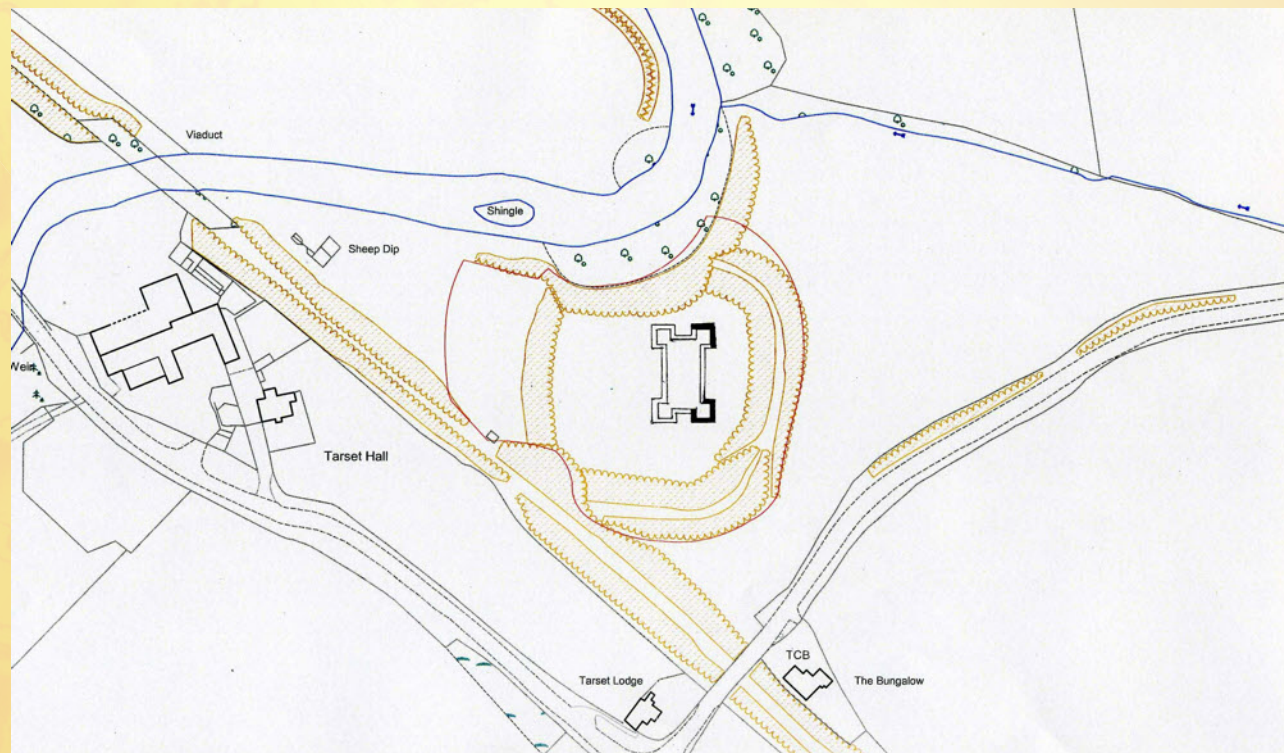 Viaduct
Shingle
Sheep Dip
Weir
Tarset Hall
TCB
Tarset Lodge
The Bungalow